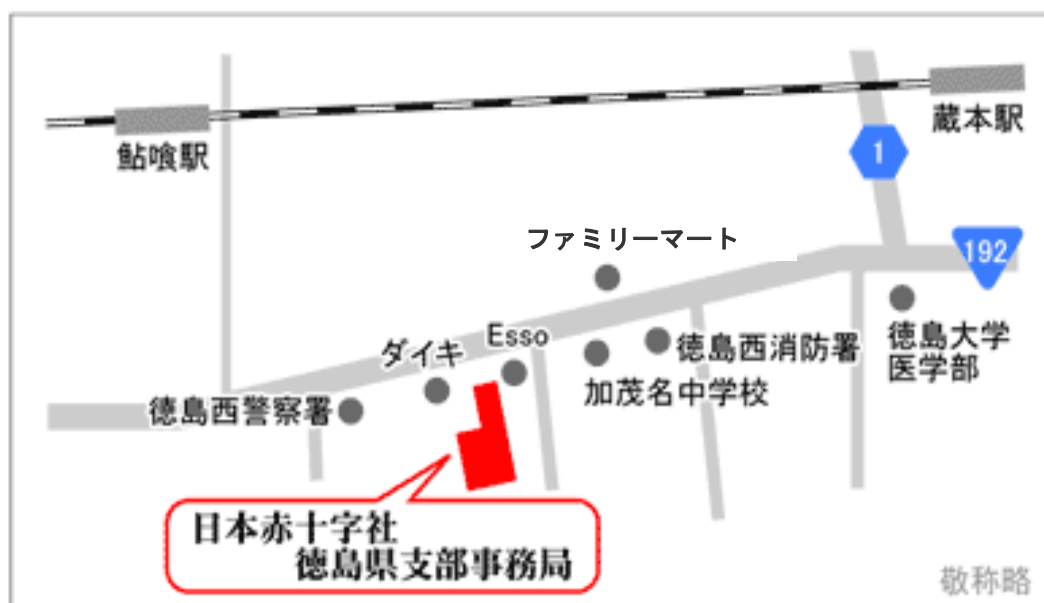 蔵本駅
鮎喰駅
1
ファミリーマート
192
Esso
ダイキ
徳島西消防署
徳島大学
医学部
加茂名中学校
徳島西警察署
日本赤十字社
徳島県支部事務局
敬称略